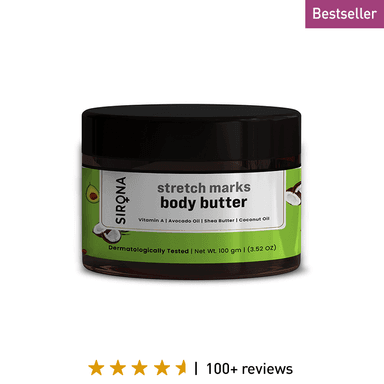 Bestseller
SIRONA
stretch marks
body butter
Vitamin A | Avocado Oil | Shea Butter | Coconut Oil
Dermatologically Tested | Net Wt. 100 gm | (3.52 OZ)
| 100+ reviews